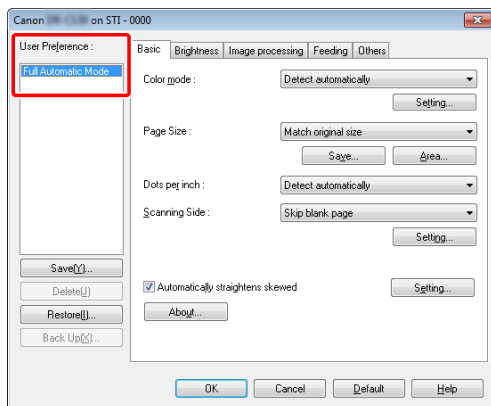 Canon on STI - 0000
User Preference :
Full Automatic Mode
Save(Y)...
Delete(J)
Restore(I)...
Back Up(X)...
Basic Brightness Image processing Feeding Others
Color mode : Detect automatically
Setting...
Page Size : Match original size
Save... Area...
Dots per inch : Detect automatically
Scanning Side : Skip blank page
Setting...
Automatically straightens skewed Setting...
About...
OK Cancel Default Help